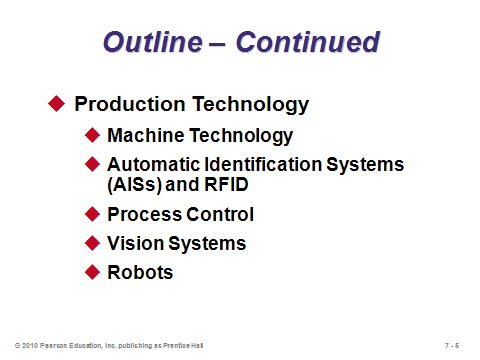 Outline – Continued
Production Technology
Machine Technology
Automatic Identification Systems
(AISs) and RFID
Process Control
Vision Systems
Robots
© 2010 Pearson Education, Inc. publishing as Prentice Hall
7 - 5